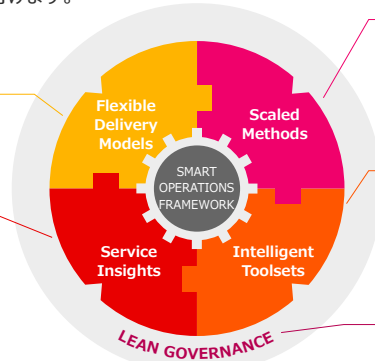 Flexible
Delivery
Models
Scaled
Methods
SMART
OPERATIONS
FRAMEWORK
Service
Insights
Intelligent
Toolsets
LEAN GOVERNANCE